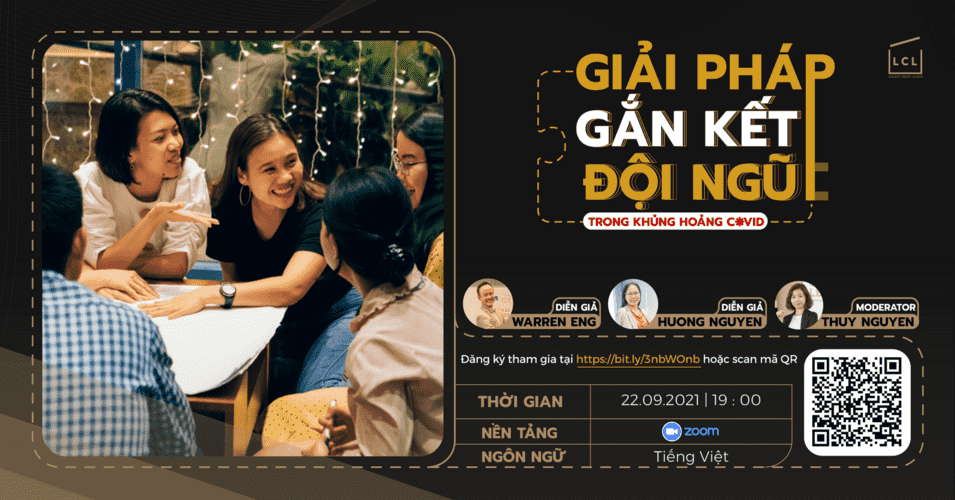 LCL
GIẢI PHÁP
GẮN KẾT
ĐỘI NGŨ
TRONG KHỦNG HOẢNG COVID
DIỄN GIẢ
WARREN ENG
DIỄN GIẢ
HUONG NGUYEN
MODERATOR
THUY NGUYEN
Đăng ký tham gia tại https://bit.ly/3nbWOnb hoặc scan mã QR
THỜI GIAN
22.09.2021 | 19 : 00
NỀN TẢNG
zoom
NGÔN NGỮ
Tiếng Việt